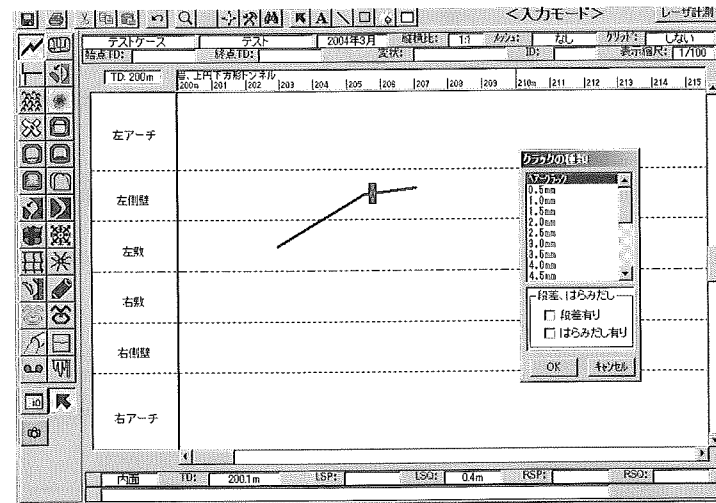 <入力モード>
レーザ計測
テストケース テスト 2004年3月 縦横比: 1:1 メッシュ: なし グリッド: しない
始点TD: 終点TD: 変状: ID: 表示縮尺: 1/100
TD: 200m
上円下方形トンネル
200m 201 202 203 204 205 206 207 208 209 210m 211 212 213 214 215
左アーチ
左側壁
左敷
右敷
右側壁
右アーチ
クラックの種類
ヘアークラック
0.5mm
1.0mm
1.5mm
2.0mm
2.5mm
3.0mm
3.5mm
4.0mm
4.5mm
段差、はらみだし
段差有り
はらみだし有り
OK キャンセル
内面 TD: 200.1m LSP: LSQ: 0.4m RSP: RSQ: